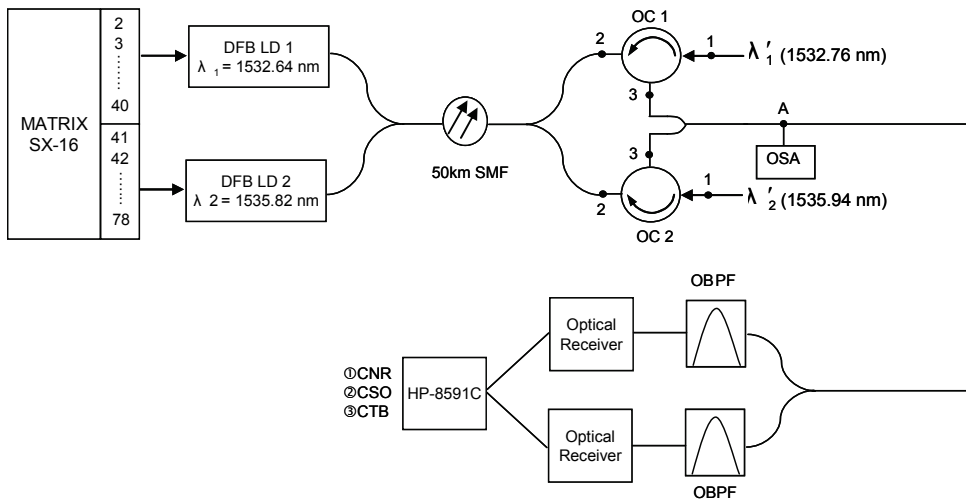 MATRIX
SX-16
2
3
40
41
42
78
DFB LD 1
λ 1 = 1532.64 nm
DFB LD 2
λ 2 = 1535.82 nm
50km SMF
OC 1
2
1
3
λ′1 (1532.76 nm)
A
OSA
3
2
1
λ′2 (1535.94 nm)
OC 2
OBPF
Optical
Receiver
①CNR
②CSO
③CTB
HP-8591C
Optical
Receiver
OBPF